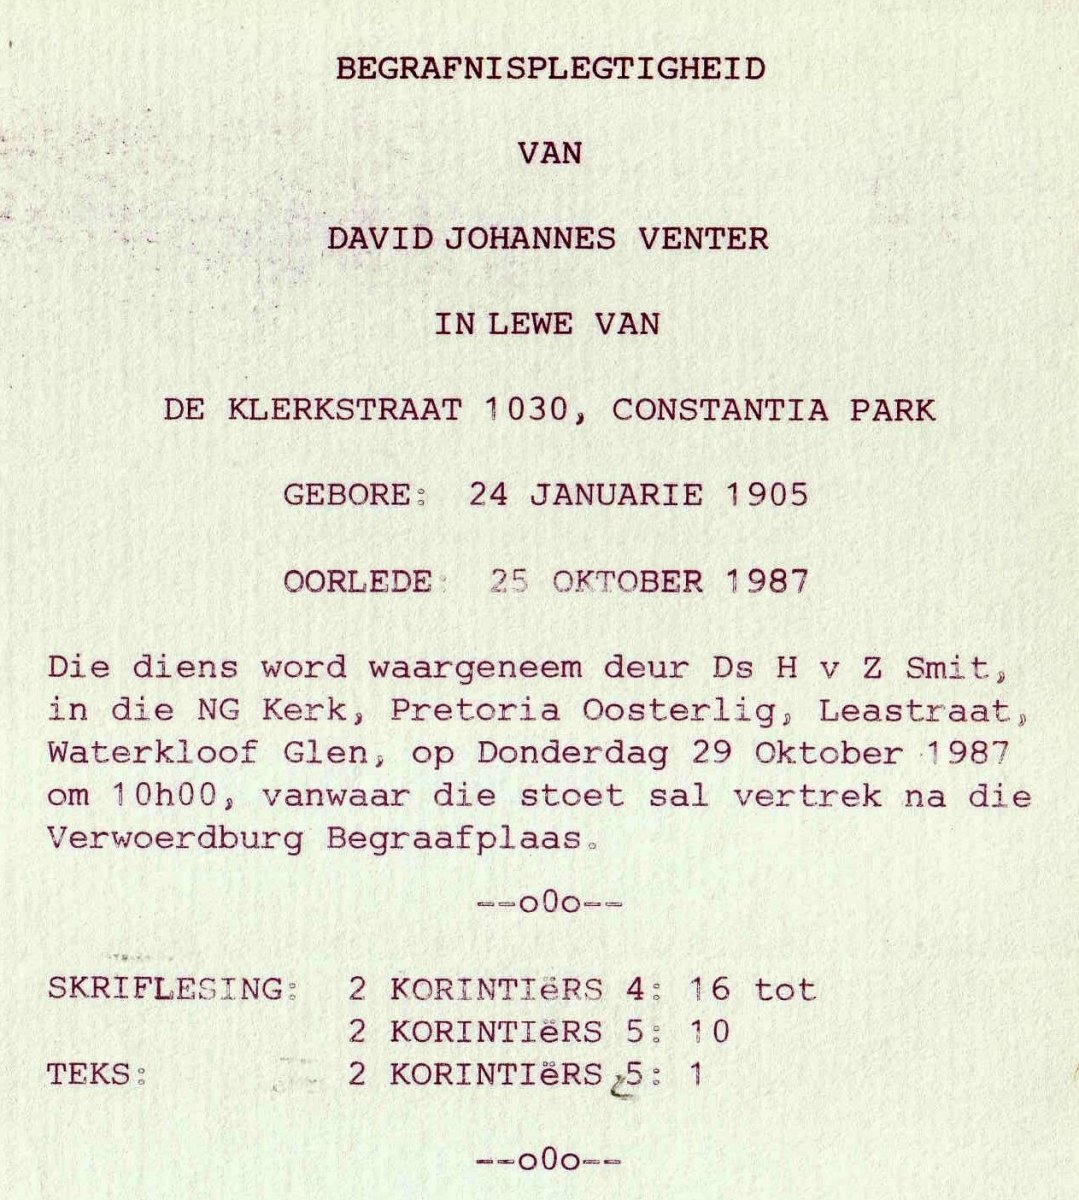 BEGRAFNISPLEGTIGHEID
VAN
DAVID JOHANNES VENTER
IN LEWE VAN
DE KLERKSTRAAT 1030, CONSTANTIA PARK
GEBORE: 24 JANUARIE 1905
OORLEDE: 25 OKTOBER 1987
Die diens word waargeneem deur Ds H v Z Smit,
in die NG Kerk, Pretoria Oosterlig, Leastraat,
Waterkloof Glen, op Donderdag 29 Oktober 1987
om 10h00, vanwaar die stoet sal vertrek na die
Verwoerdburg Begraafplaas.
--oOo--
SKRIFLESING: 2 KORINTIëRS 4: 16 tot
2 KORINTIëRS 5: 10
TEKS: 2 KORINTIëRS 5: 1
--oOo--